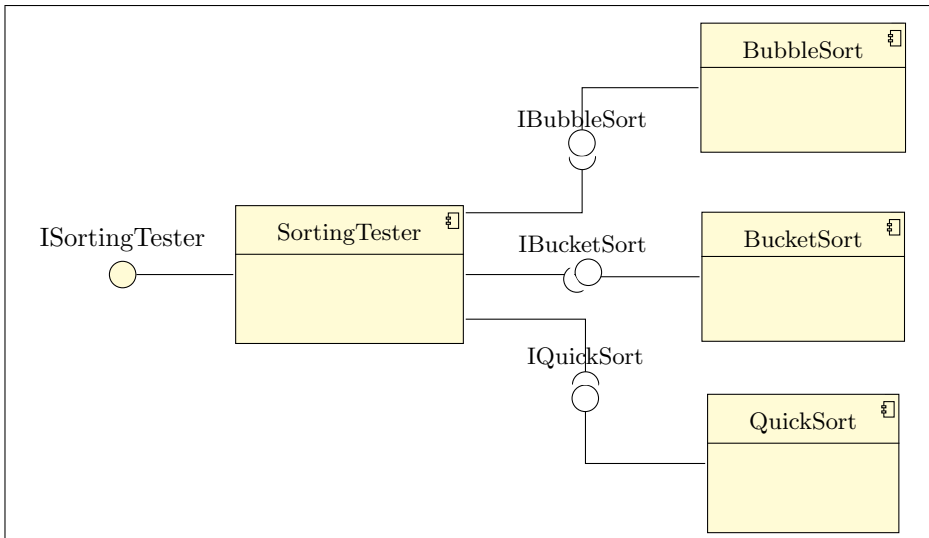 BubbleSort
IBubbleSort
ISortingTester
SortingTester
IBucketSort
BucketSort
IQuickSort
QuickSort